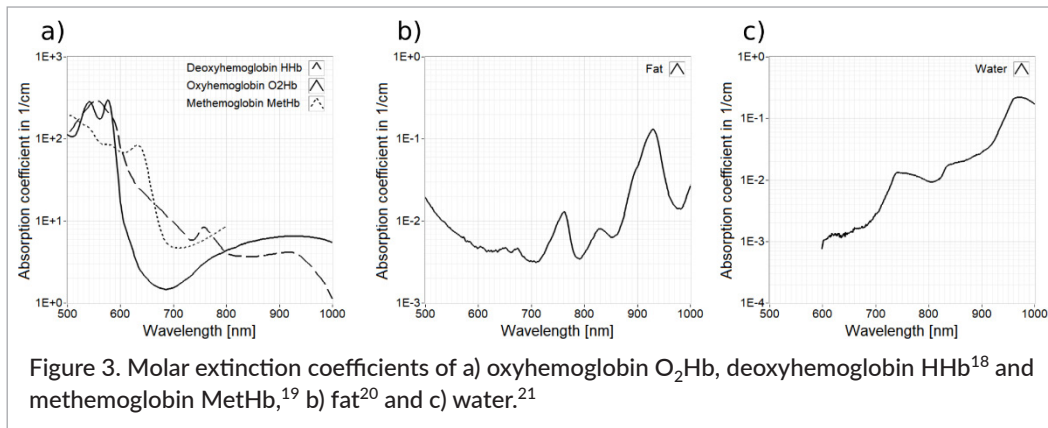 a)
b)
c)
1E+3
1E+2
1E+1
1E+0
Absorption coefficient in 1/cm
Deoxyhemoglobin HHb
Oxyhemoglobin O2Hb
Methemoglobin MetHb
500 600 700 800 900 1000
Wavelength [nm]
1E+0
1E-1
1E-2
1E-3
Absorption coefficient in 1/cm
Fat
500 600 700 800 900 1000
Wavelength [nm]
1E+0
1E-1
1E-2
1E-3
1E-4
Absorption coefficient in 1/cm
Water
500 600 700 800 900 1000
Wavelength [nm]
Figure 3. Molar extinction coefficients of a) oxyhemoglobin O₂Hb, deoxyhemoglobin HHb¹⁸ and
methemoglobin MetHb,¹⁹ b) fat²⁰ and c) water.²¹